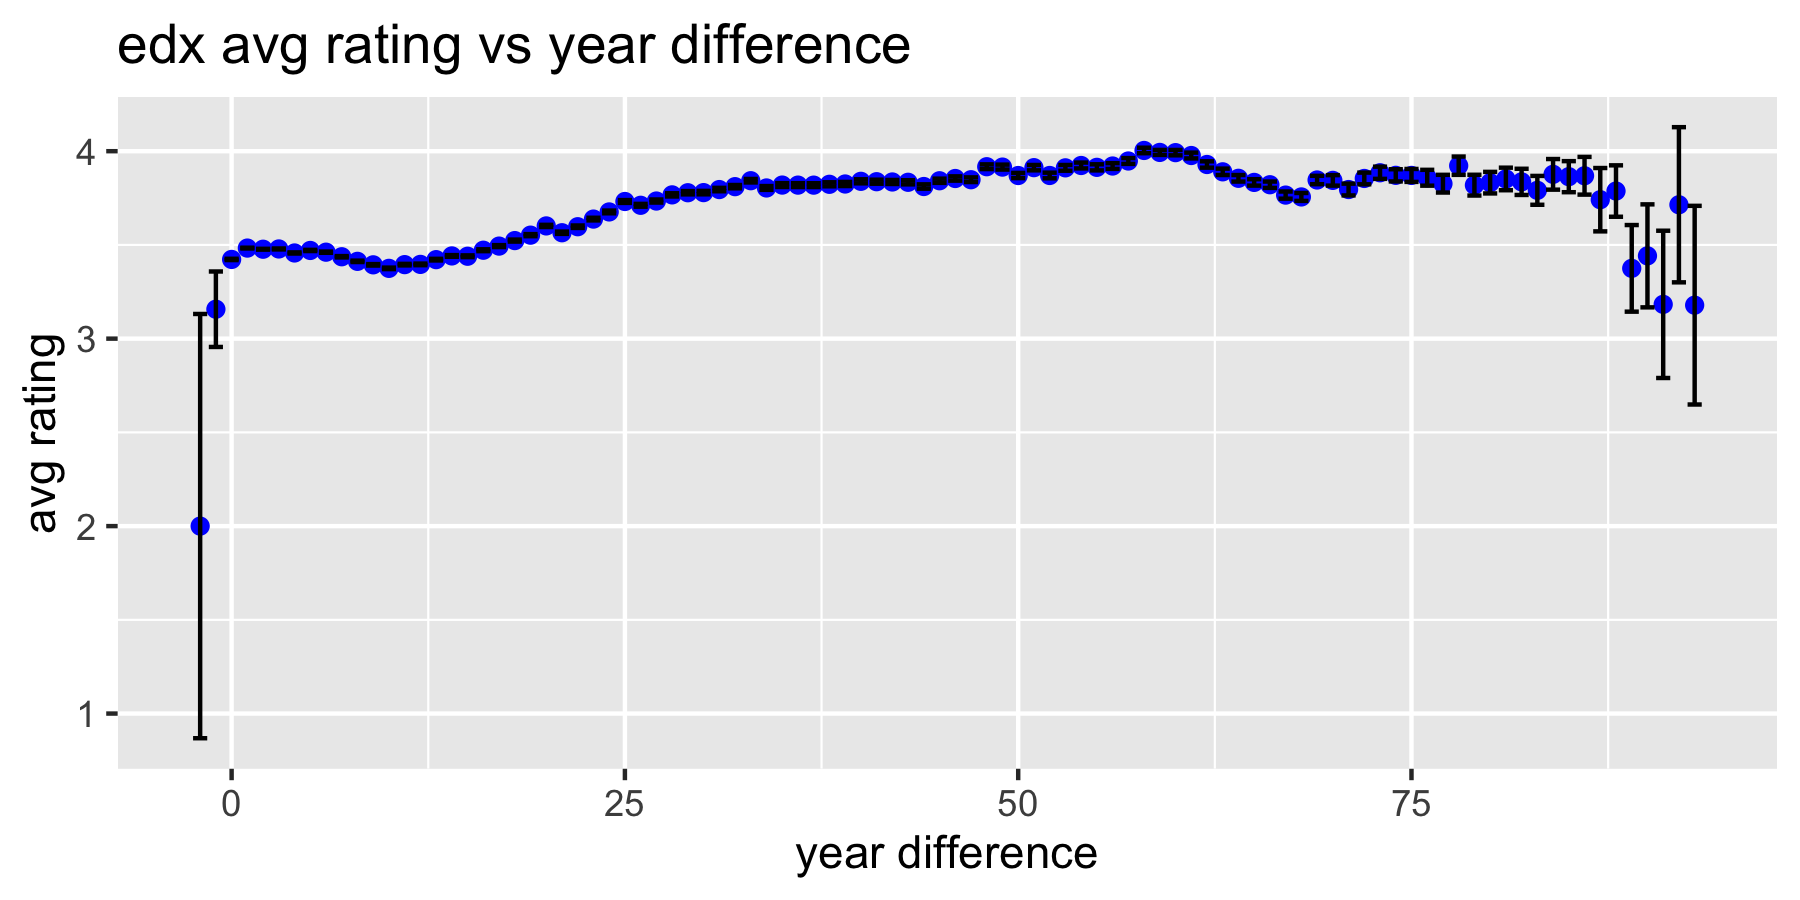 edx avg rating vs year difference
4
3
2
1
avg rating
0 25 50 75
year difference